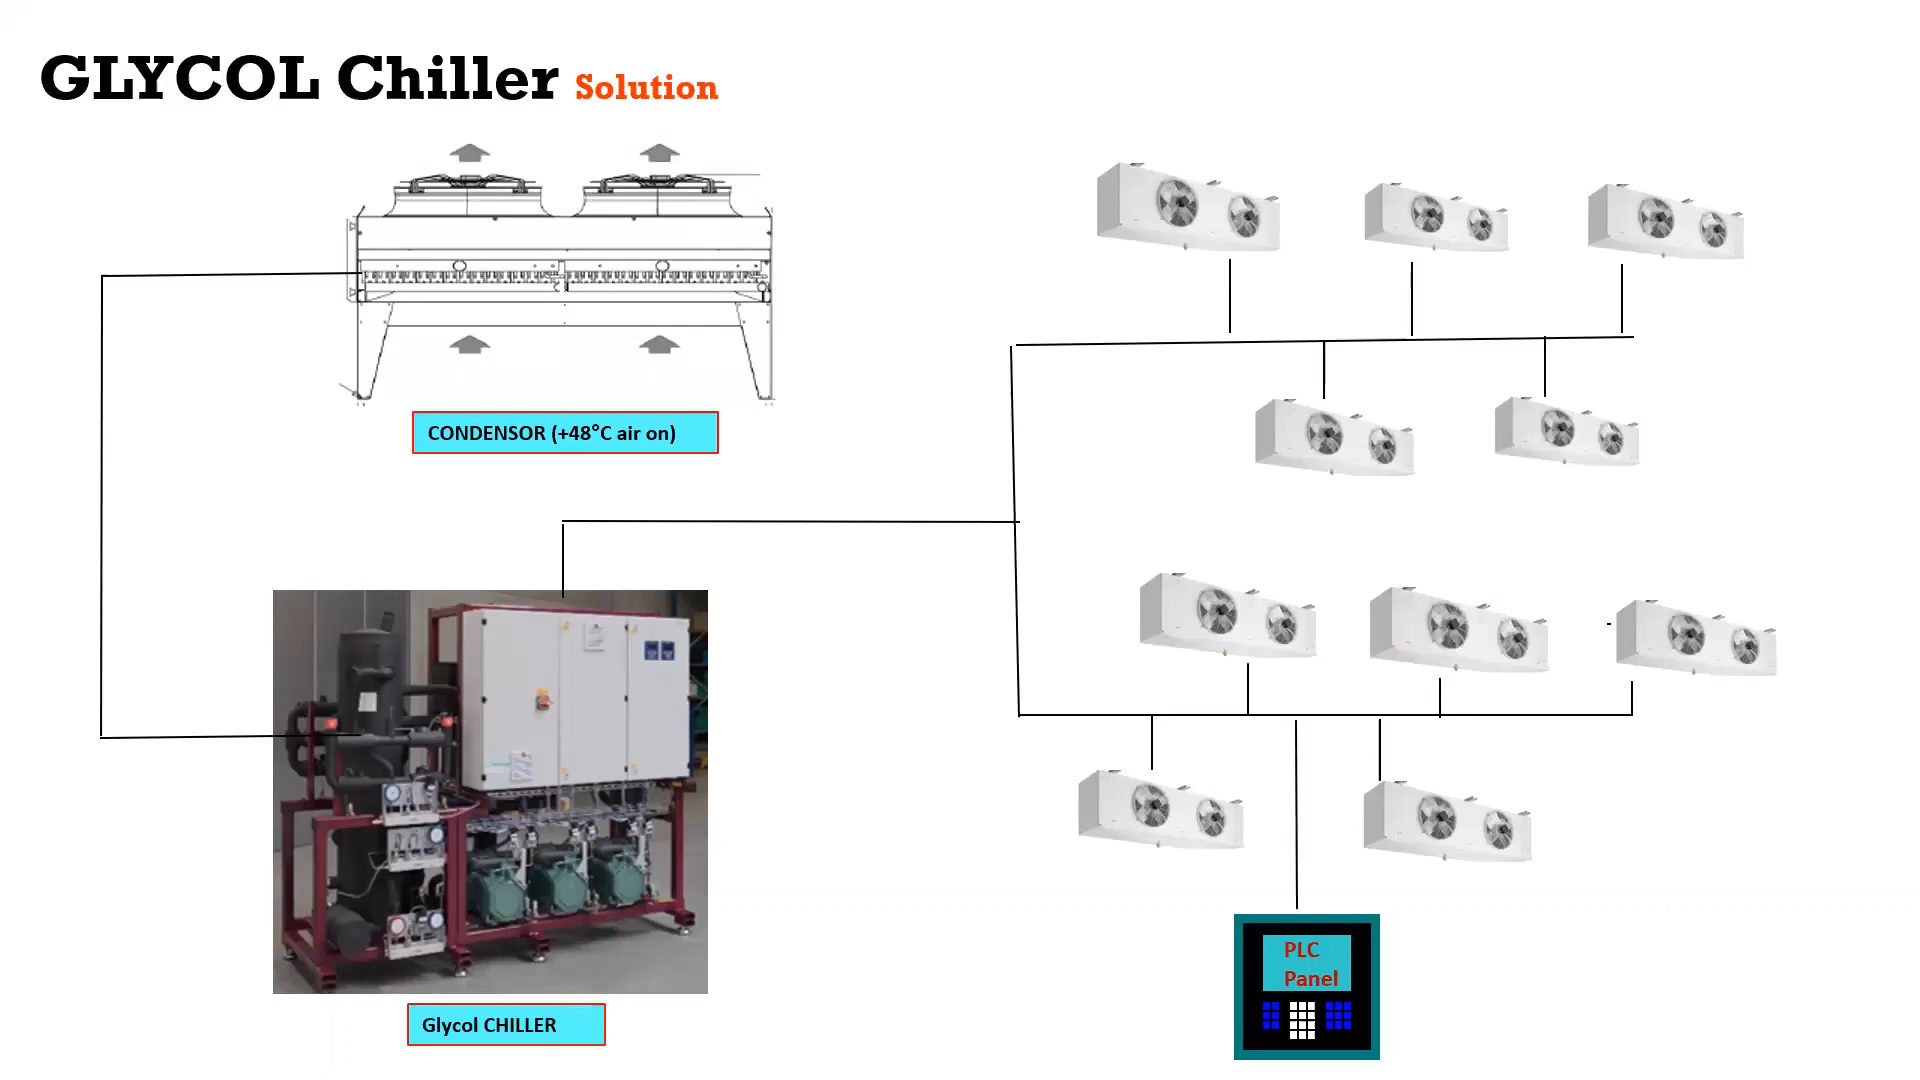 GLYCOL Chiller Solution
CONDENSOR (+48°C air on)
Glycol CHILLER
PLC
Panel